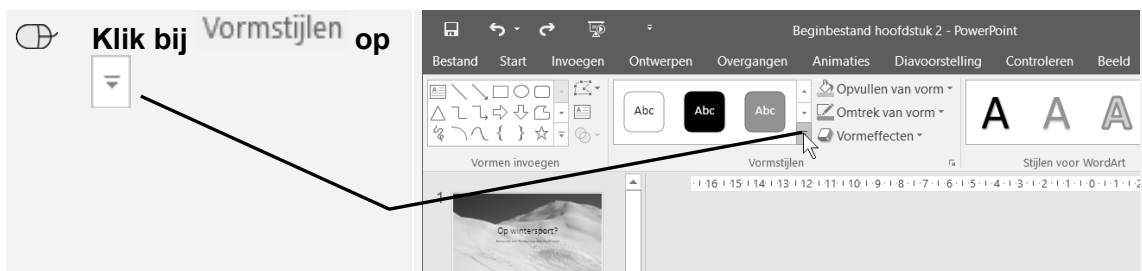 Klik bij Vormstijlen op
Beginbestand hoofdstuk 2 - PowerPoint
Bestand Start Invoegen Ontwerpen Overgangen Animaties Diavoorstelling Controleren Beeld
Abc Abc Abc
Opvullen van vorm
Omtrek van vorm
Vormeffecten
A A A
Vormen invoegen Vormstijlen Stijlen voor WordArt
16 15 14 13 12 11 10 9 8 7 6 5 4 3 2 1 0 1 2
1
Op wintersport?